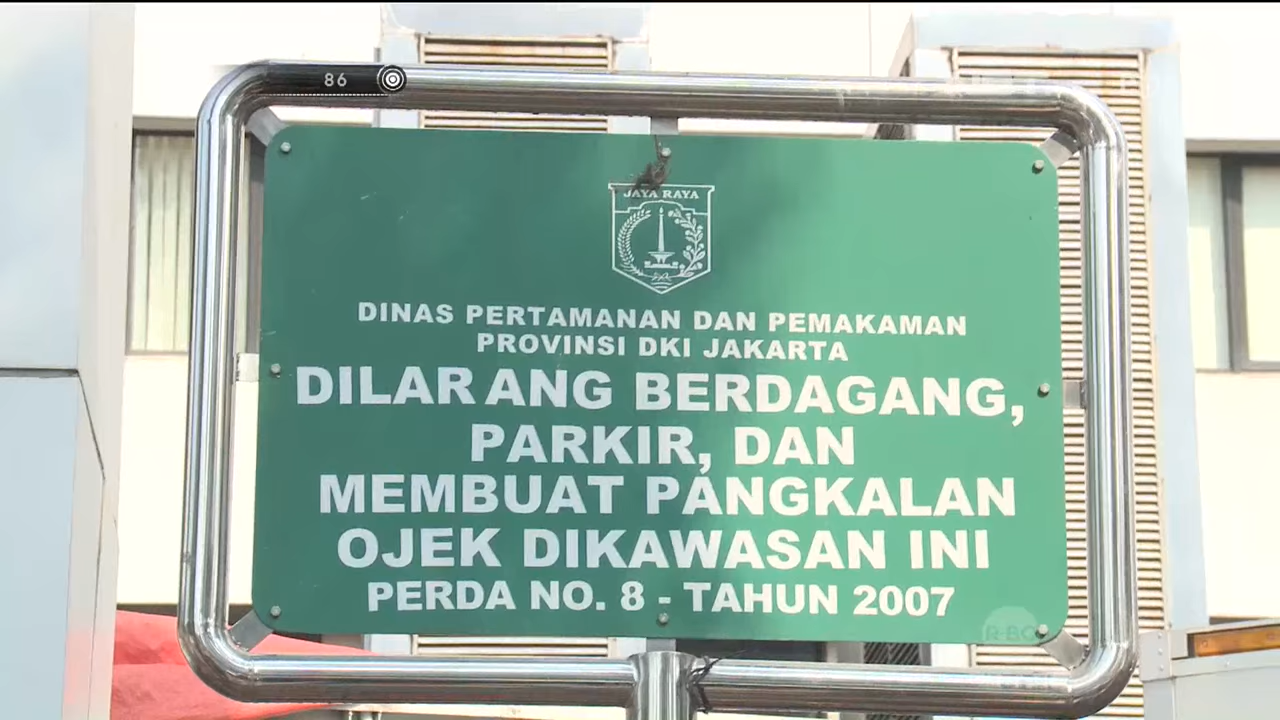 86
JAYA RAYA
DINAS PERTAMANAN DAN PEMAKAMAN
PROVINSI DKI JAKARTA
DILARANG BERDAGANG,
PARKIR, DAN
MEMBUAT PANGKALAN
OJEK DIKAWASAN INI
PERDA NO. 8 - TAHUN 2007